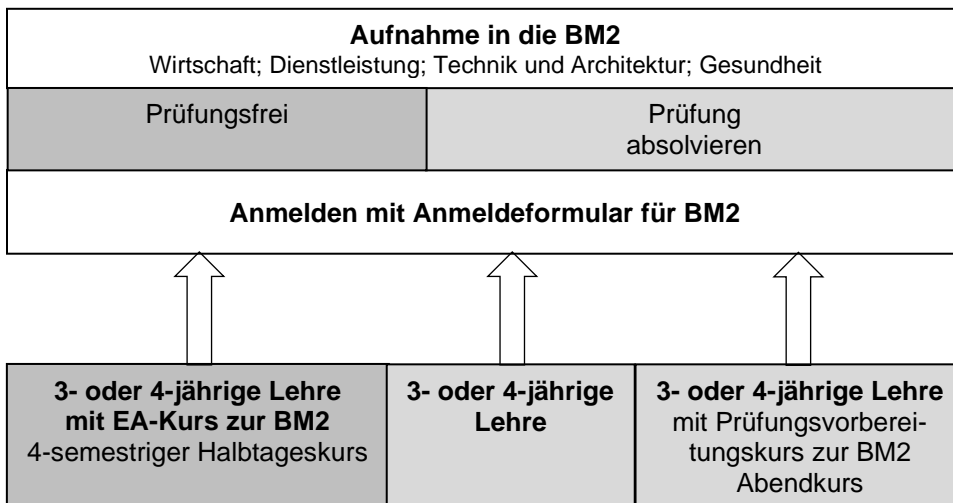 Aufnahme in die BM2
Wirtschaft; Dienstleistung; Technik und Architektur; Gesundheit
Prüfungsfrei
Prüfung
absolvieren
Anmelden mit Anmeldeformular für BM2
3- oder 4-jährige Lehre
mit EA-Kurs zur BM2
4-semestriger Halbtageskurs
3- oder 4-jährige
Lehre
3- oder 4-jährige Lehre
mit Prüfungsvorberei-
tungskurs zur BM2
Abendkurs